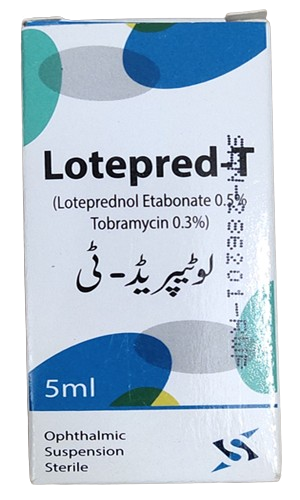 Lotepred-T
(Loteprednol Etabonate 0.5%
Tobramycin 0.3%)
لوٹیپریڈ-ٹی
5ml
Ophthalmic
Suspension
Sterile